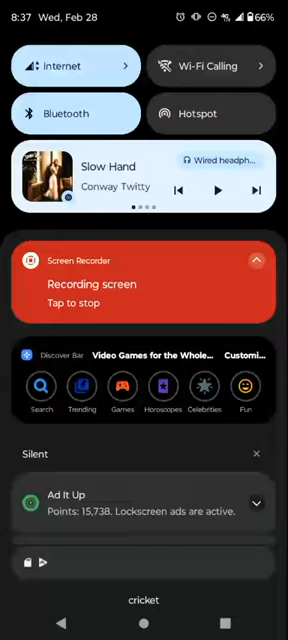 8:37 Wed, Feb 28 66%
Internet
Wi-Fi Calling
Bluetooth
Hotspot
Slow Hand
Wired headph...
Conway Twitty
Screen Recorder
Recording screen
Tap to stop
Discover Bar Video Games for the Whole... Customi...
Search Trending Games Horoscopes Celebrities Fun
Silent
Ad It Up
Points: 15,738. Lockscreen ads are active.
cricket